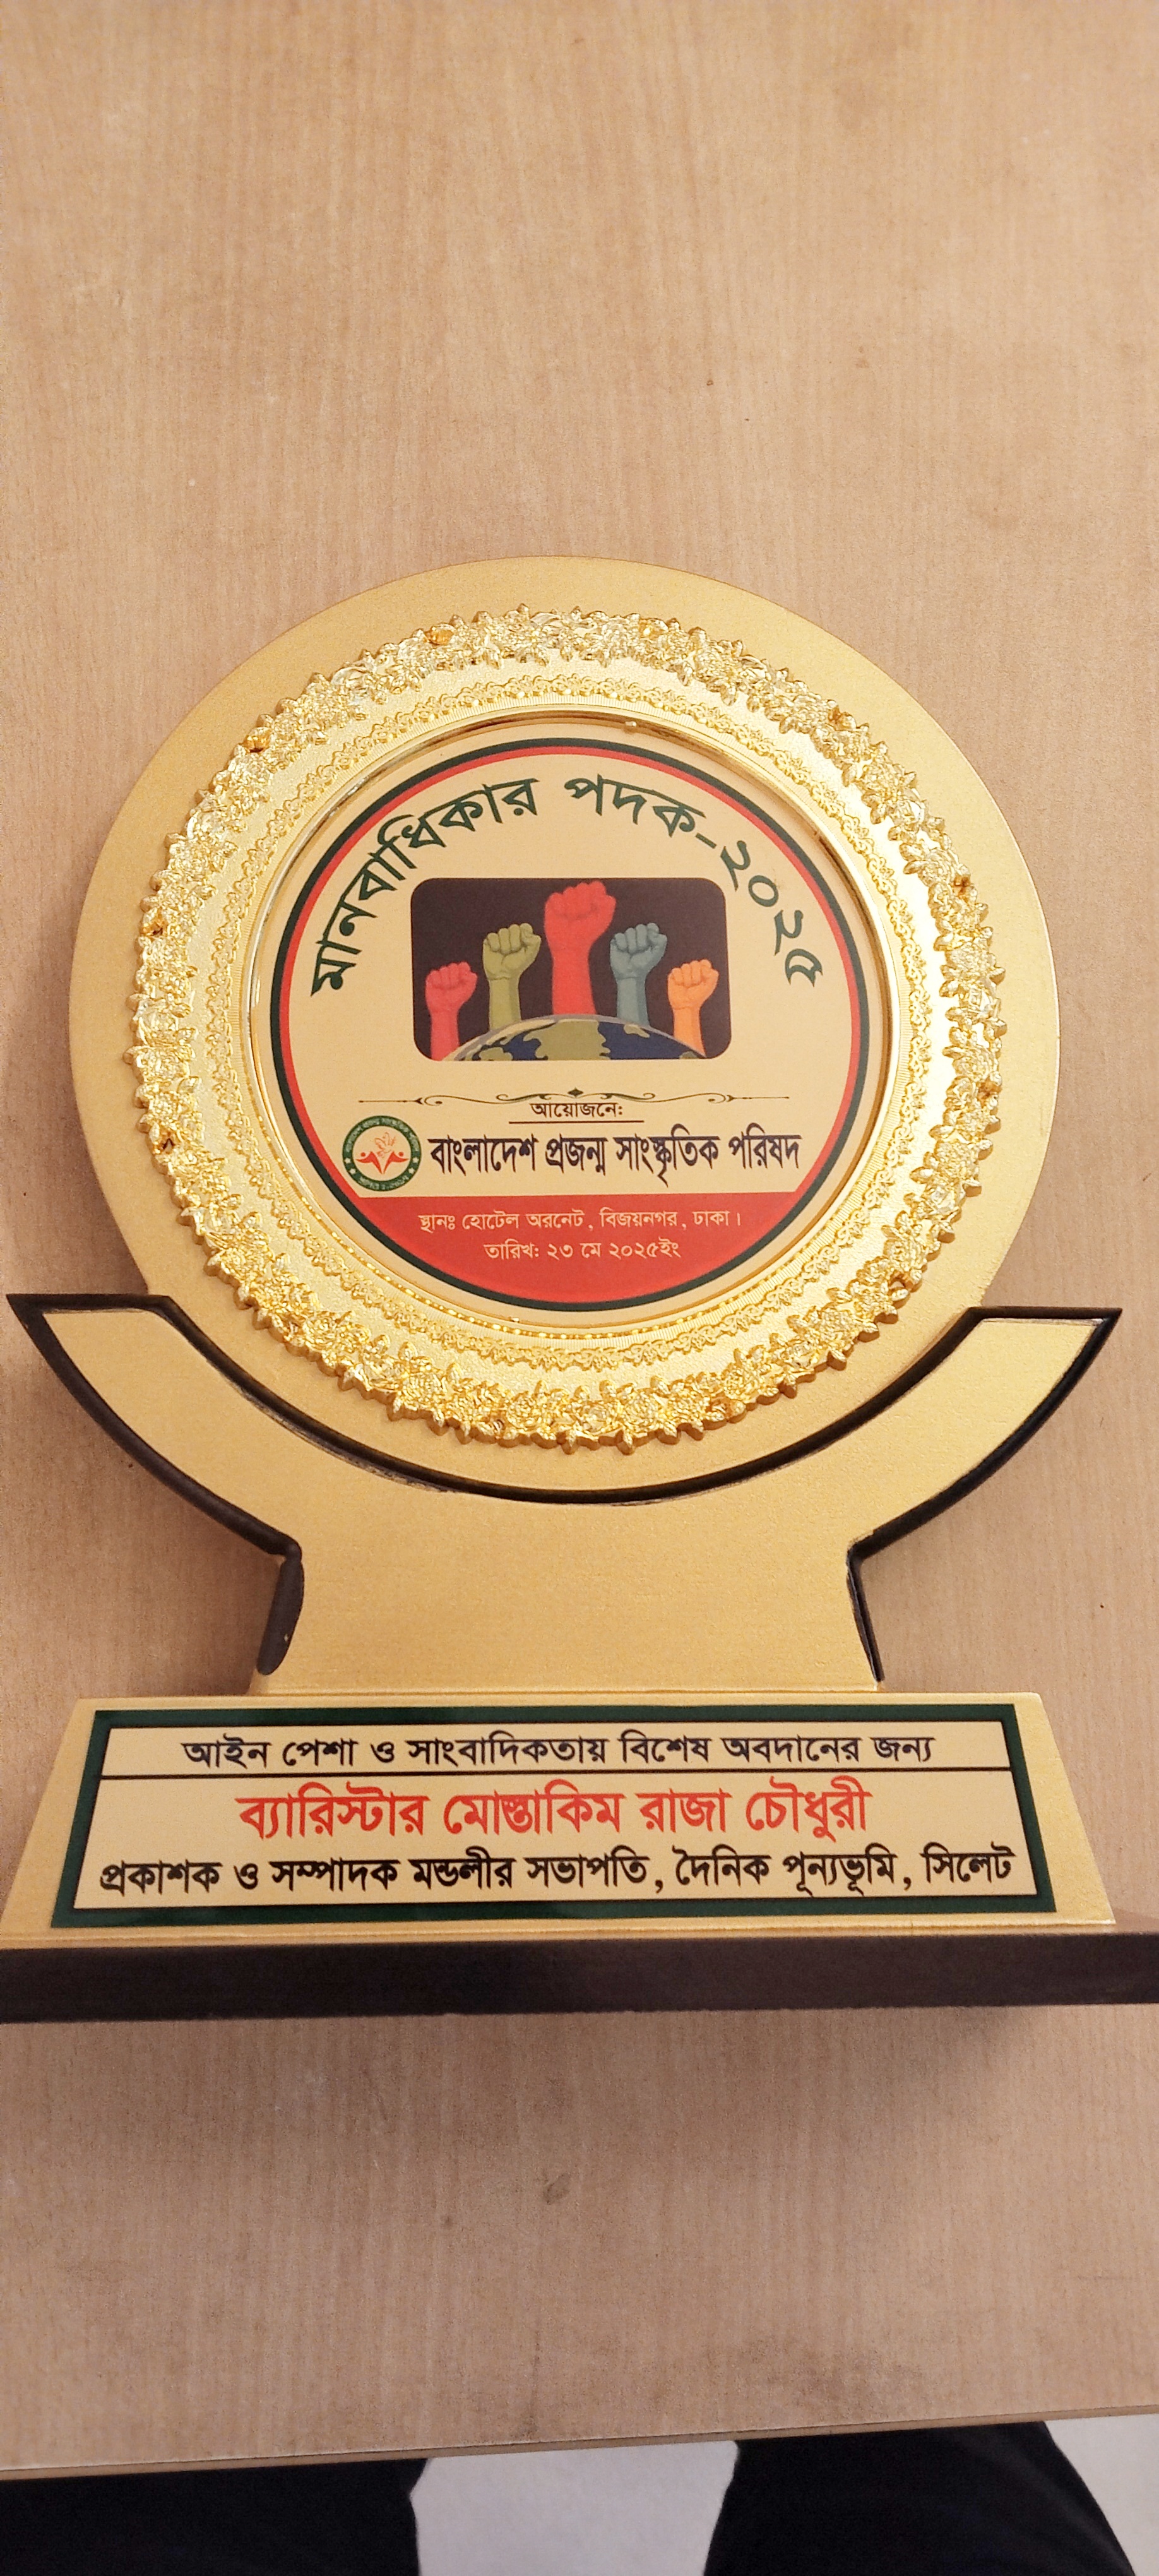 মানবাধিকার পদক-২০২৫
আয়োজনে:
বাংলাদেশ প্রজন্ম সাংস্কৃতিক পরিষদ
স্থানঃ হোটেল অরনেট, বিজয়নগর, ঢাকা।
তারিখ: ২৩ মে ২০২৫ইং
আইন পেশা ও সাংবাদিকতায় বিশেষ অবদানের জন্য
ব্যারিস্টার মোস্তাকিম রাজা চৌধুরী
প্রকাশক ও সম্পাদক মন্ডলীর সভাপতি, দৈনিক পূন্যভূমি, সিলেট